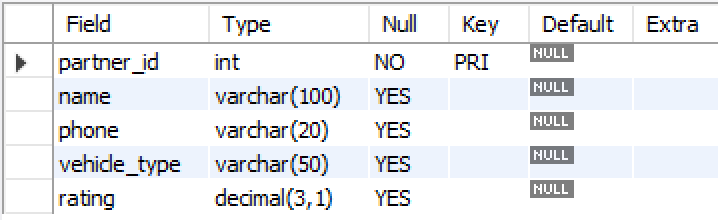 Field Type Null Key Default Extra
partner_id int NO PRI NULL
name varchar(100) YES NULL
phone varchar(20) YES NULL
vehicle_type varchar(50) YES NULL
rating decimal(3,1) YES NULL